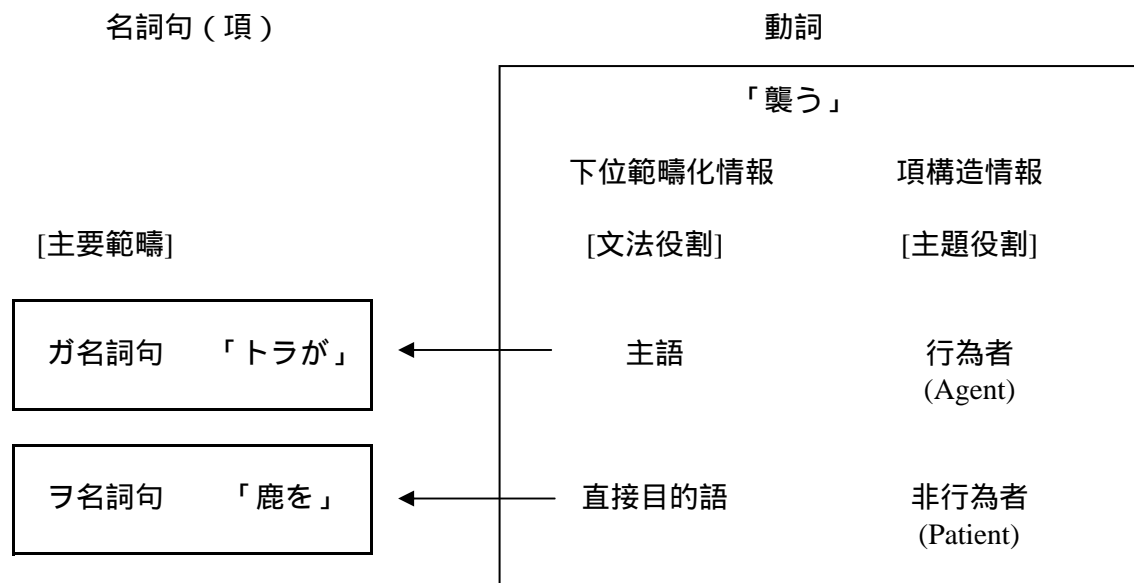 名詞句（項） 動詞
「襲う」
下位範疇化情報 項構造情報
[主要範疇] [文法役割] [主題役割]
ガ名詞句 「トラが」 主語 行為者
(Agent)
ヲ名詞句 「鹿を」 直接目的語 非行為者
(Patient)